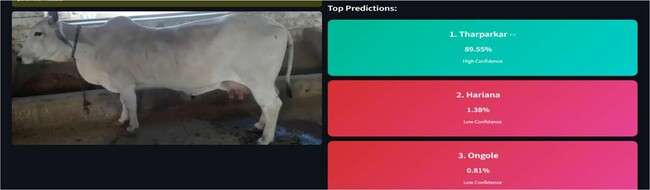 Top Predictions:
1. Tharparkar
89.55%
High Confidence
2. Hariana
1.38%
Low Confidence
3. Ongole
0.81%
Low Confidence